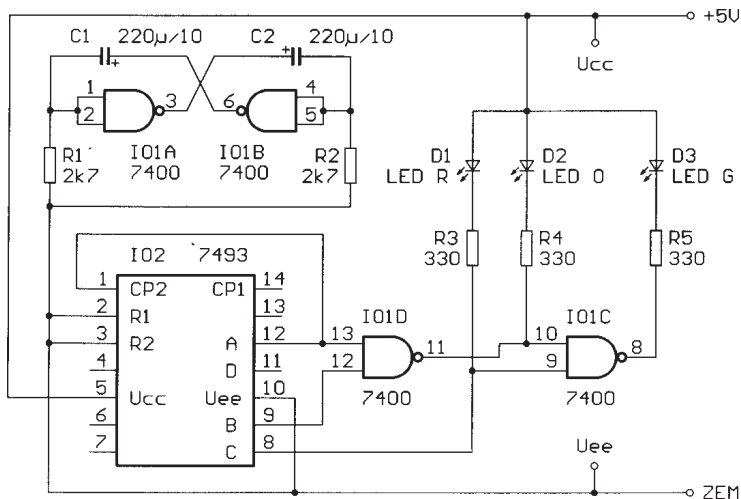 +5V
C1 220µ/10 C2 220µ/10
+ +
Ucc
1 2 3 6 4 5
R1 2k7
IO1A 7400
IO1B 7400
R2 2k7
D1 LED R
D2 LED O
D3 LED G
R3 330
R4 330
R5 330
IO2 7493
1 CP2 CP1 14
2 R1 13
3 R2 A 12
4 D 11
5 Ucc Uee 10
6 B 9
7 C 8
IO1D
13 12 11
7400
IO1C
10 9 8
7400
Uee
ZEM